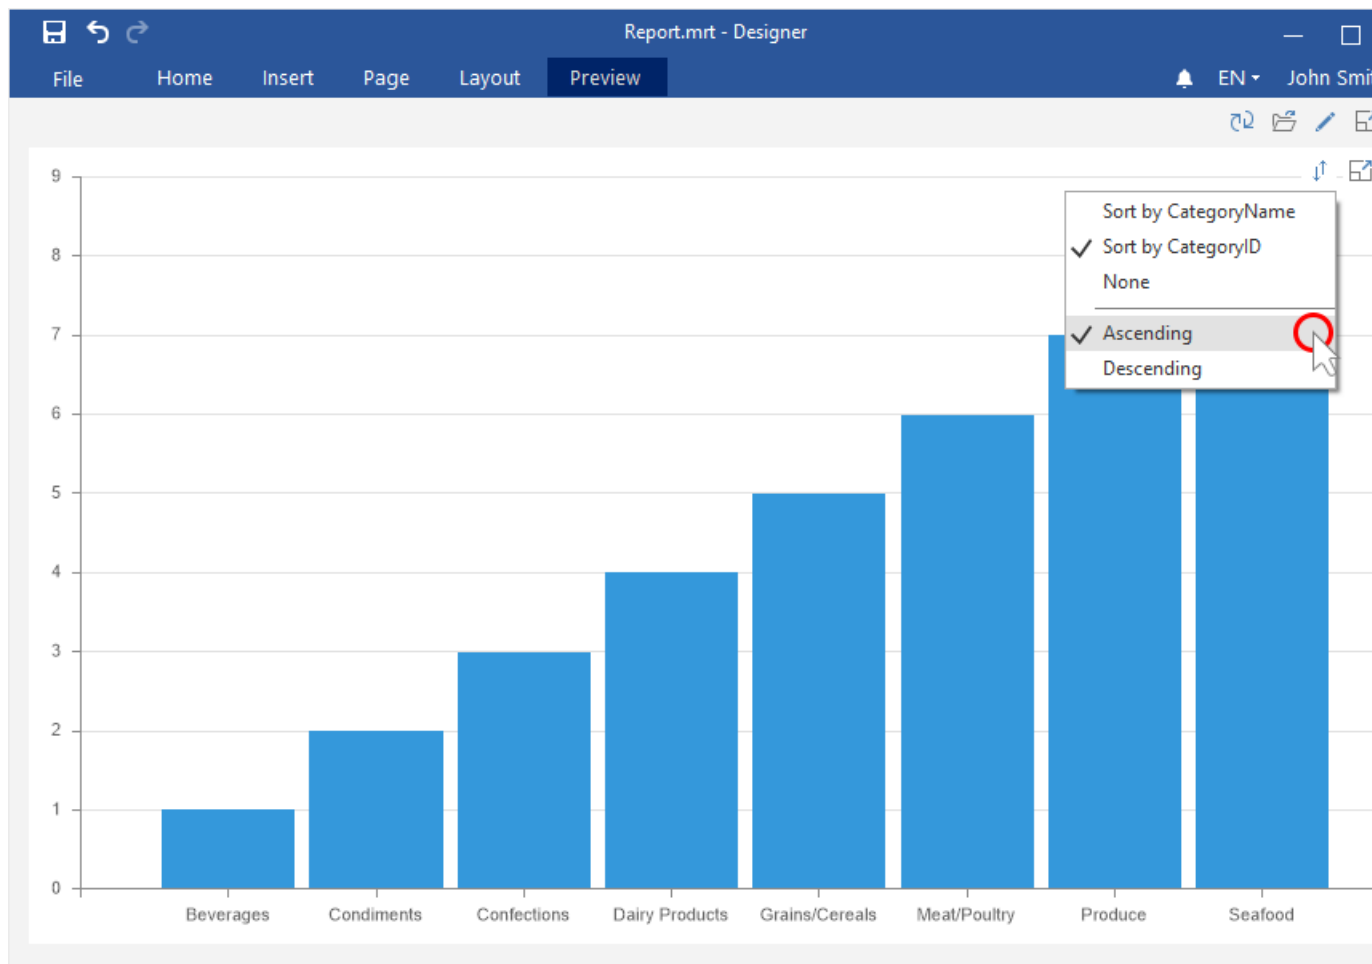 Report.mrt - Designer
File Home Insert Page Layout Preview EN John Smi
9
Sort by CategoryName
8
Sort by CategoryID
None
7
Ascending
Descending
6
5
4
3
2
1
0
Beverages Condiments Confections Dairy Products Grains/Cereals Meat/Poultry Produce Seafood